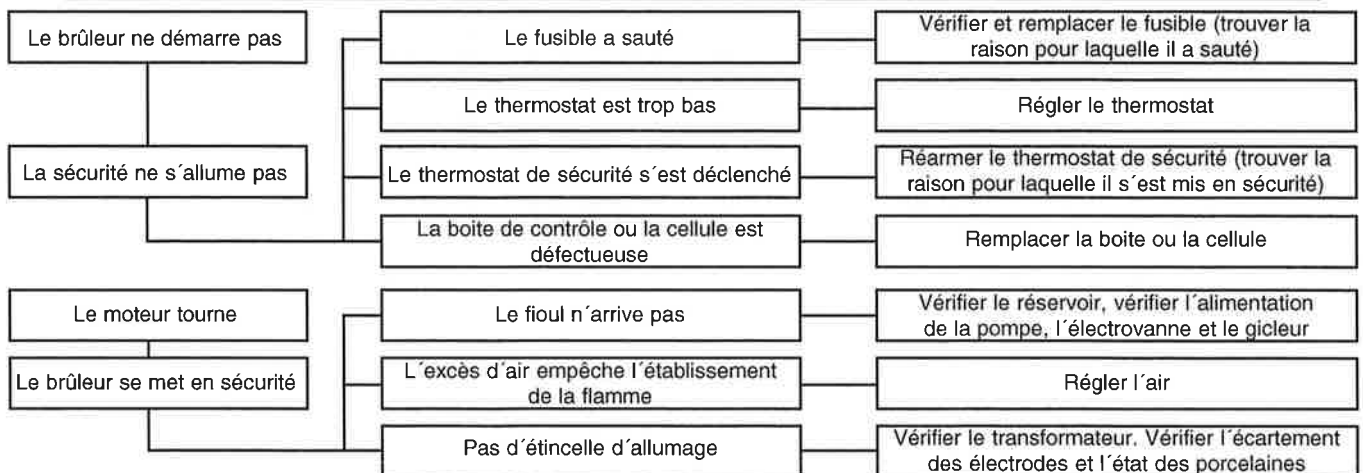 Le brûleur ne démarre pas
Le fusible a sauté
Vérifier et remplacer le fusible (trouver la
raison pour laquelle il a sauté)
Le thermostat est trop bas
Régler le thermostat
La sécurité ne s´allume pas
Le thermostat de sécurité s´est déclenché
Réarmer le thermostat de sécurité (trouver la
raison pour laquelle il s´est mis en sécurité)
La boite de contrôle ou la cellule est
défectueuse
Remplacer la boite ou la cellule
Le moteur tourne
Le fioul n´arrive pas
Vérifier le réservoir, vérifier l´alimentation
de la pompe, l´électrovanne et le gicleur
Le brûleur se met en sécurité
L´excès d´air empêche l´établissement
de la flamme
Régler l´air
Pas d´étincelle d´allumage
Vérifier le transformateur. Vérifier l´écartement
des électrodes et l´état des porcelaines